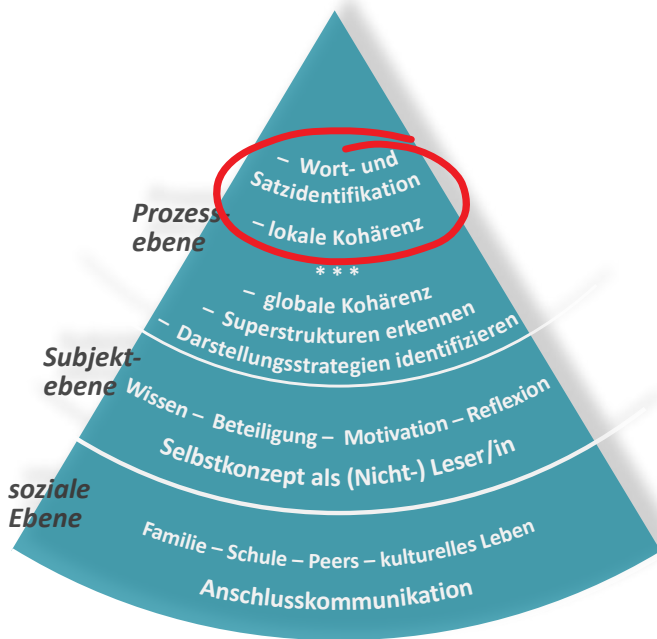 – Wort- und
Satzidentifikation
– lokale Kohärenz
Prozess-
ebene
* * *
– globale Kohärenz
– Superstrukturen erkennen
– Darstellungsstrategien identifizieren
Subjekt-
ebene
Wissen – Beteiligung – Motivation – Reflexion
Selbstkonzept als (Nicht-) Leser/in
soziale
Ebene
Familie – Schule – Peers – kulturelles Leben
Anschlusskommunikation